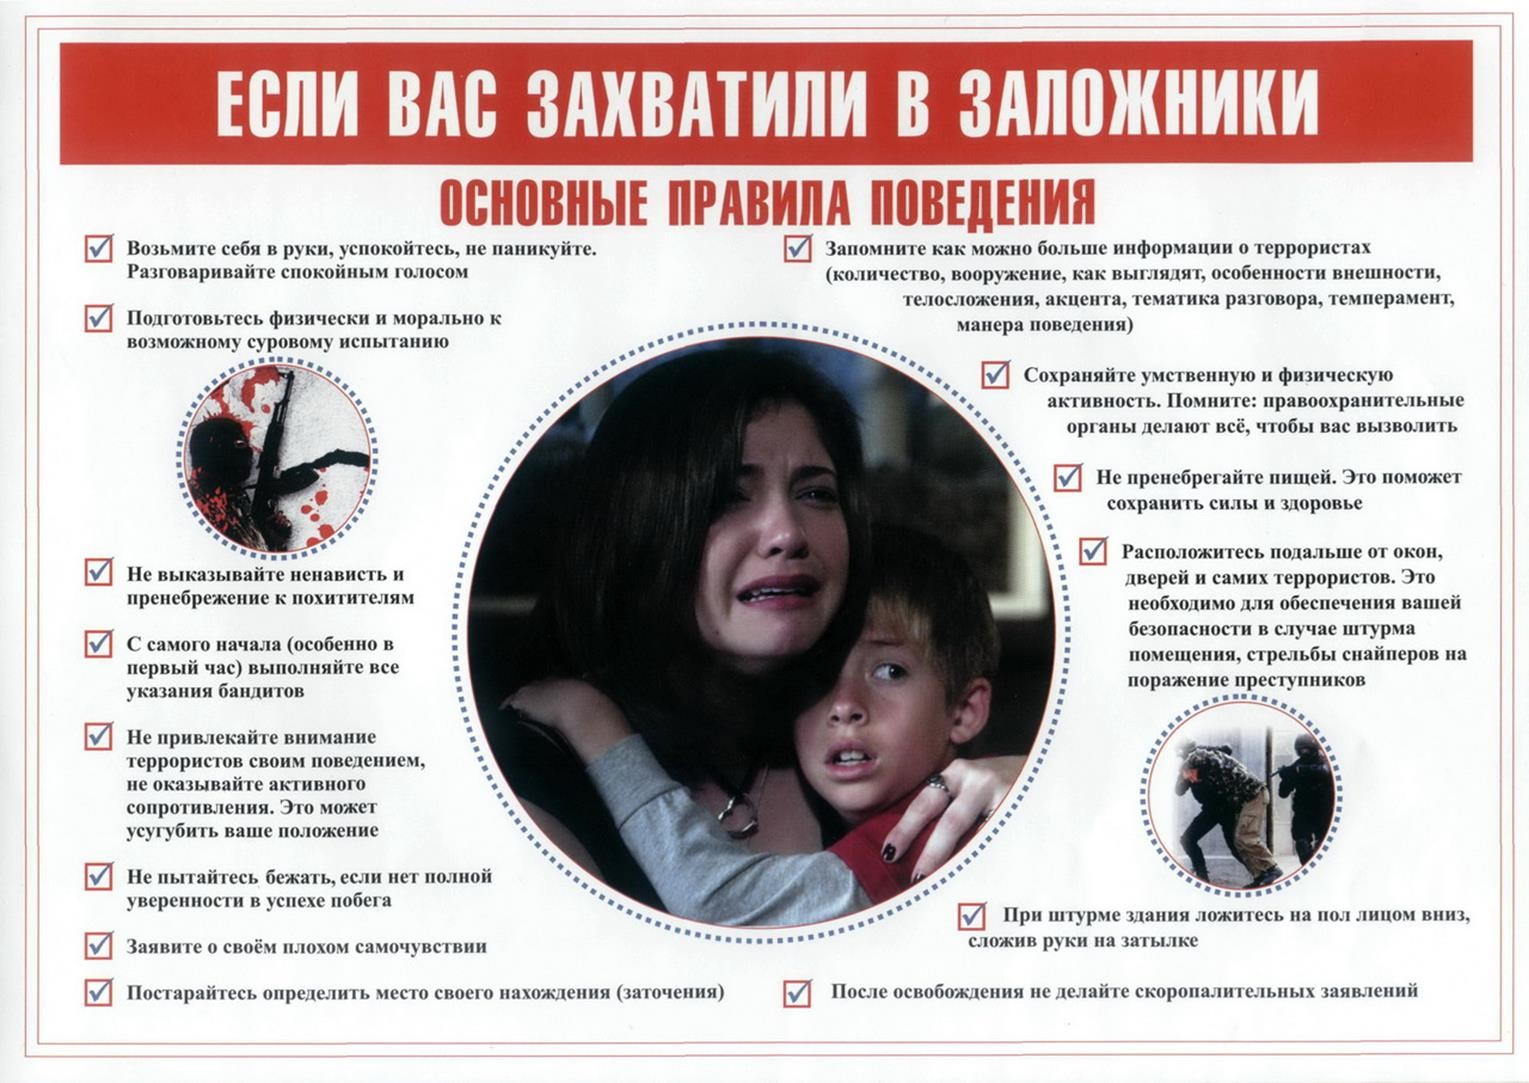 ЕСЛИ ВАС ЗАХВАТИЛИ В ЗАЛОЖНИКИ
ОСНОВНЫЕ ПРАВИЛА ПОВЕДЕНИЯ
Возьмите себя в руки, успокойтесь, не паникуйте.
Разговаривайте спокойным голосом
Подготовьтесь физически и морально к
возможному суровому испытанию
Не выказывайте ненависть и
пренебрежение к похитителям
С самого начала (особенно в
первый час) выполняйте все
указания бандитов
Не привлекайте внимание
террористов своим поведением,
не оказывайте активного
сопротивления. Это может
усугубить ваше положение
Не пытайтесь бежать, если нет полной
уверенности в успехе побега
Заявите о своём плохом самочувствии
Постарайтесь определить место своего нахождения (заточения)
Запомните как можно больше информации о террористах
(количество, вооружение, как выглядят, особенности внешности,
телосложения, акцента, тематика разговора, темперамент,
манера поведения)
Сохраняйте умственную и физическую
активность. Помните: правоохранительные
органы делают всё, чтобы вас вызволить
Не пренебрегайте пищей. Это поможет
сохранить силы и здоровье
Расположитесь подальше от окон,
дверей и самих террористов. Это
необходимо для обеспечения вашей
безопасности в случае штурма
помещения, стрельбы снайперов на
поражение преступников
При штурме здания ложитесь на пол лицом вниз,
сложив руки на затылке
После освобождения не делайте скоропалительных заявлений